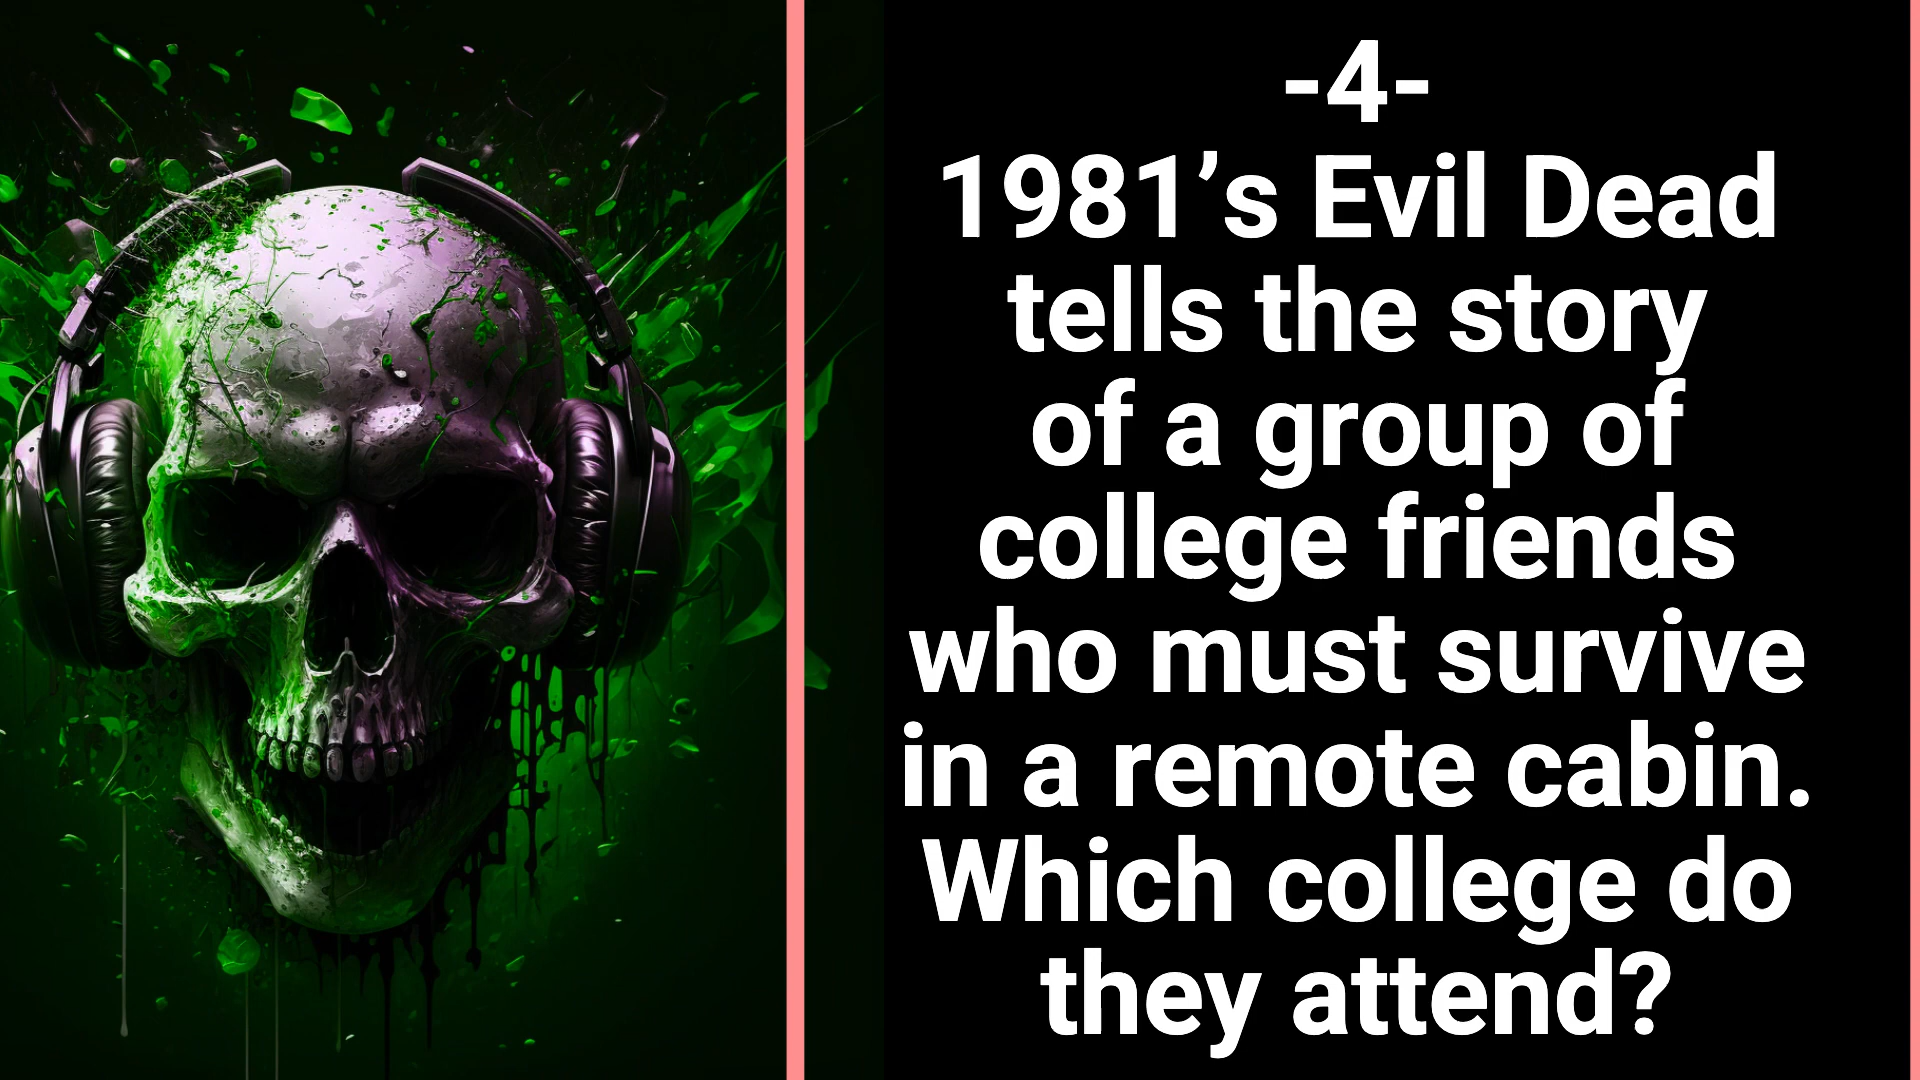 -4-
1981’s Evil Dead
tells the story
of a group of
college friends
who must survive
in a remote cabin.
Which college do
they attend?